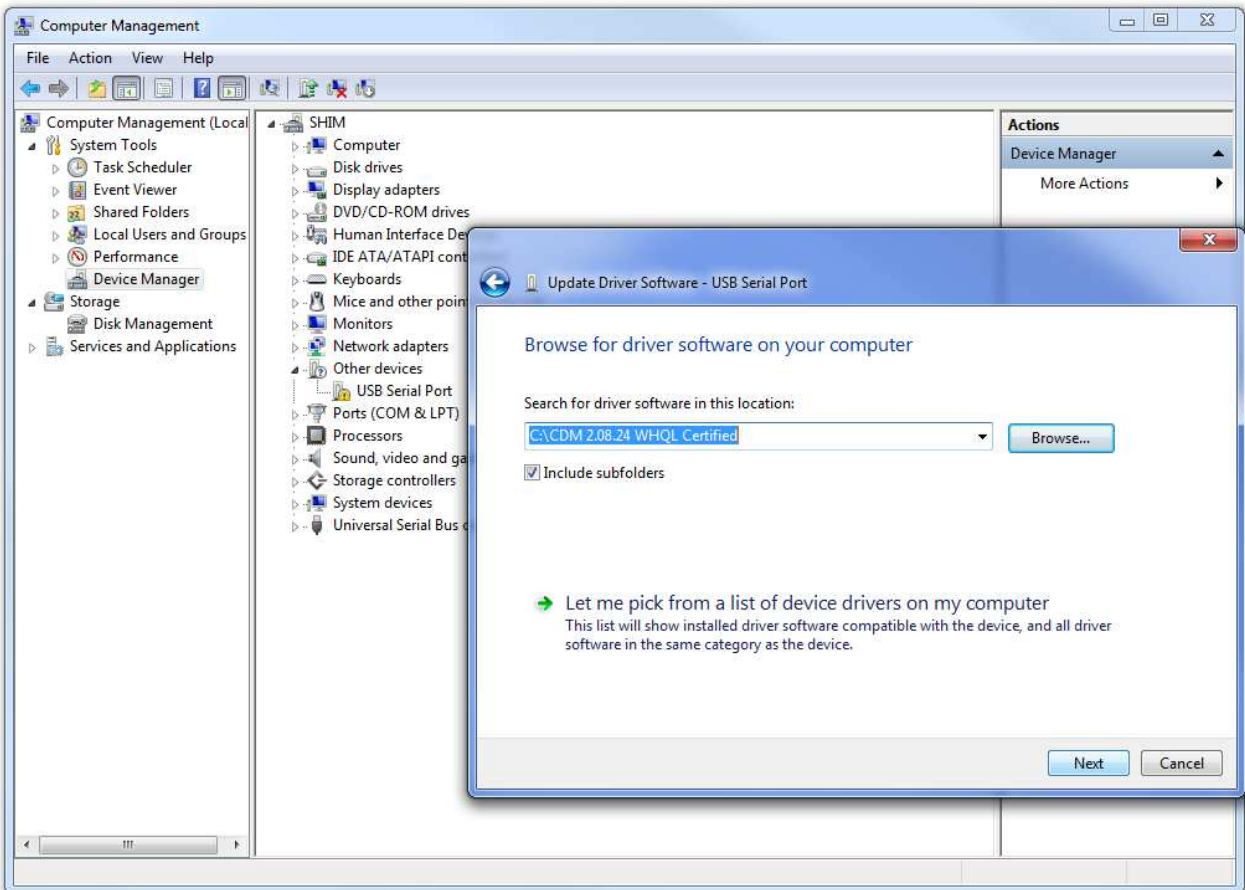 Computer Management
File Action View Help
Computer Management (Local
System Tools
Task Scheduler
Event Viewer
Shared Folders
Local Users and Groups
Performance
Device Manager
Storage
Disk Management
Services and Applications
SHIM
Computer
Disk drives
Display adapters
DVD/CD-ROM drives
Human Interface De
IDE ATA/ATAPI cont
Keyboards
Mice and other poin
Monitors
Network adapters
Other devices
USB Serial Port
Ports (COM & LPT)
Processors
Sound, video and ga
Storage controllers
System devices
Universal Serial Bus
Actions
Device Manager
More Actions
Update Driver Software - USB Serial Port
Browse for driver software on your computer
Search for driver software in this location:
C:\CDM 2.08.24 WHQL Certified
Browse...
Include subfolders
Let me pick from a list of device drivers on my computer
This list will show installed driver software compatible with the device, and all driver
software in the same category as the device.
Next Cancel